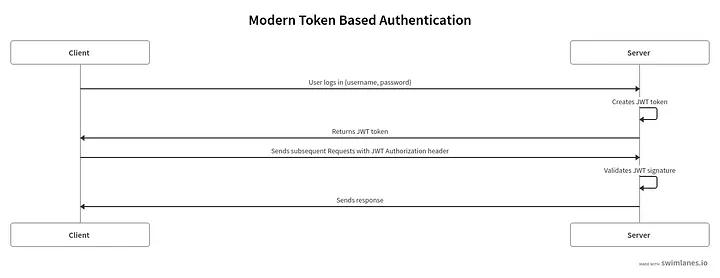 Modern Token Based Authentication
Client
Server
User logs in (username, password)
Creates JWT token
Returns JWT token
Sends subsequent Requests with JWT Authorization header
Validates JWT signature
Sends response
Client
Server
MADE WITH swimlanes.io